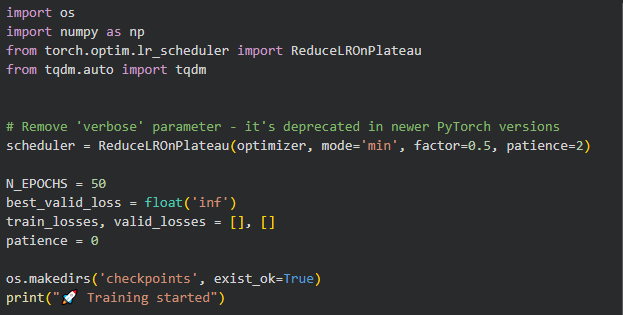 import os
import numpy as np
from torch.optim.lr_scheduler import ReduceLROnPlateau
from tqdm.auto import tqdm
# Remove 'verbose' parameter - it's deprecated in newer PyTorch versions
scheduler = ReduceLROnPlateau(optimizer, mode='min', factor=0.5, patience=2)
N_EPOCHS = 50
best_valid_loss = float('inf')
train_losses, valid_losses = [], []
patience = 0
os.makedirs('checkpoints', exist_ok=True)
print("🚀 Training started")